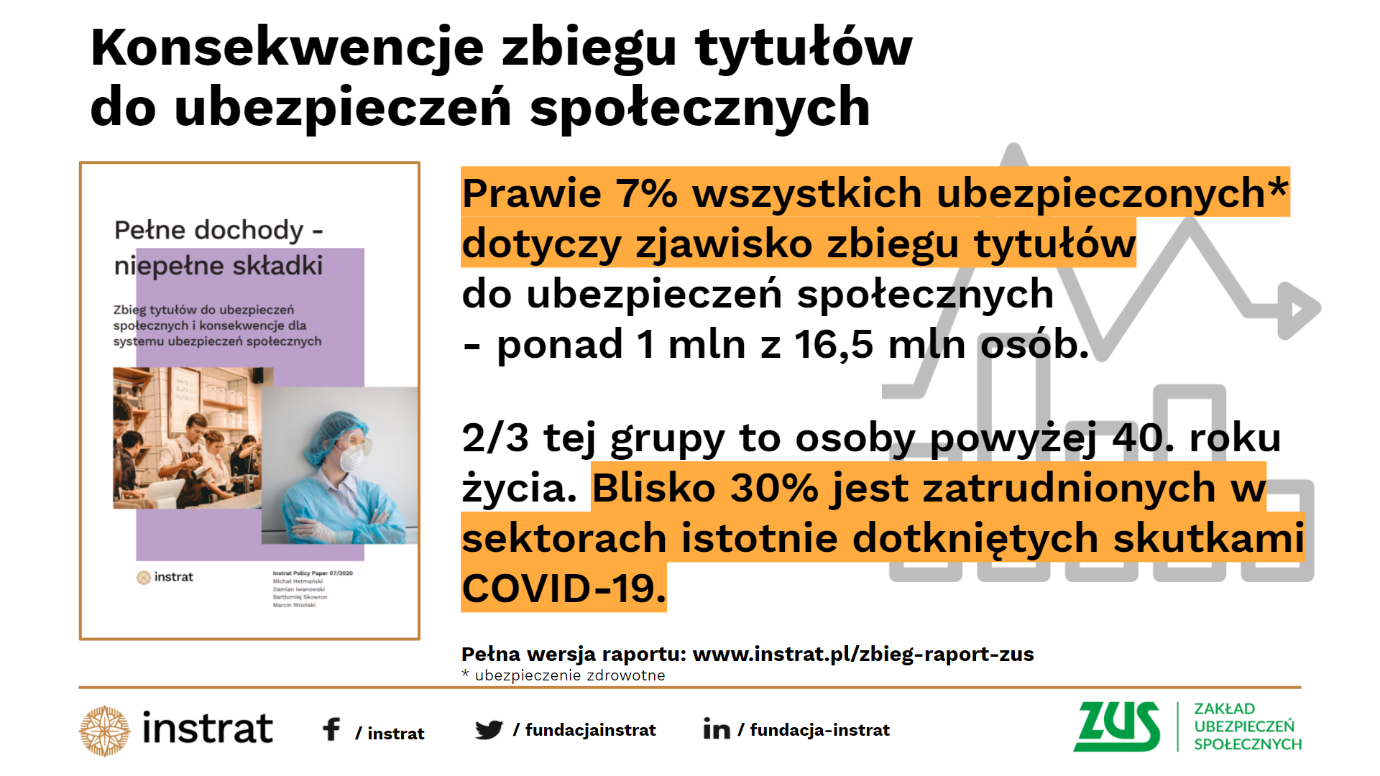 Konsekwencje zbiegu tytułów
do ubezpieczeń społecznych
Pełne dochody -
niepełne składki
Zbieg tytułów do ubezpieczeń
społecznych i konsekwencje dla
systemu ubezpieczeń społecznych
instrat
Instrat Policy Paper 07/2020
Michał Hetmański
Damian Iwanowski
Bartłomiej Skowron
Marcin Wroński
Prawie 7% wszystkich ubezpieczonych*
dotyczy zjawisko zbiegu tytułów
do ubezpieczeń społecznych
- ponad 1 mln z 16,5 mln osób.
2/3 tej grupy to osoby powyżej 40. roku
życia. Blisko 30% jest zatrudnionych w
sektorach istotnie dotkniętych skutkami
COVID-19.
Pełna wersja raportu: www.instrat.pl/zbieg-raport-zus
* ubezpieczenie zdrowotne
instrat
/ instrat
/ fundacjainstrat
in / fundacja-instrat
ZUS
ZAKŁAD
UBEZPIECZEŃ
SPOŁECZNYCH